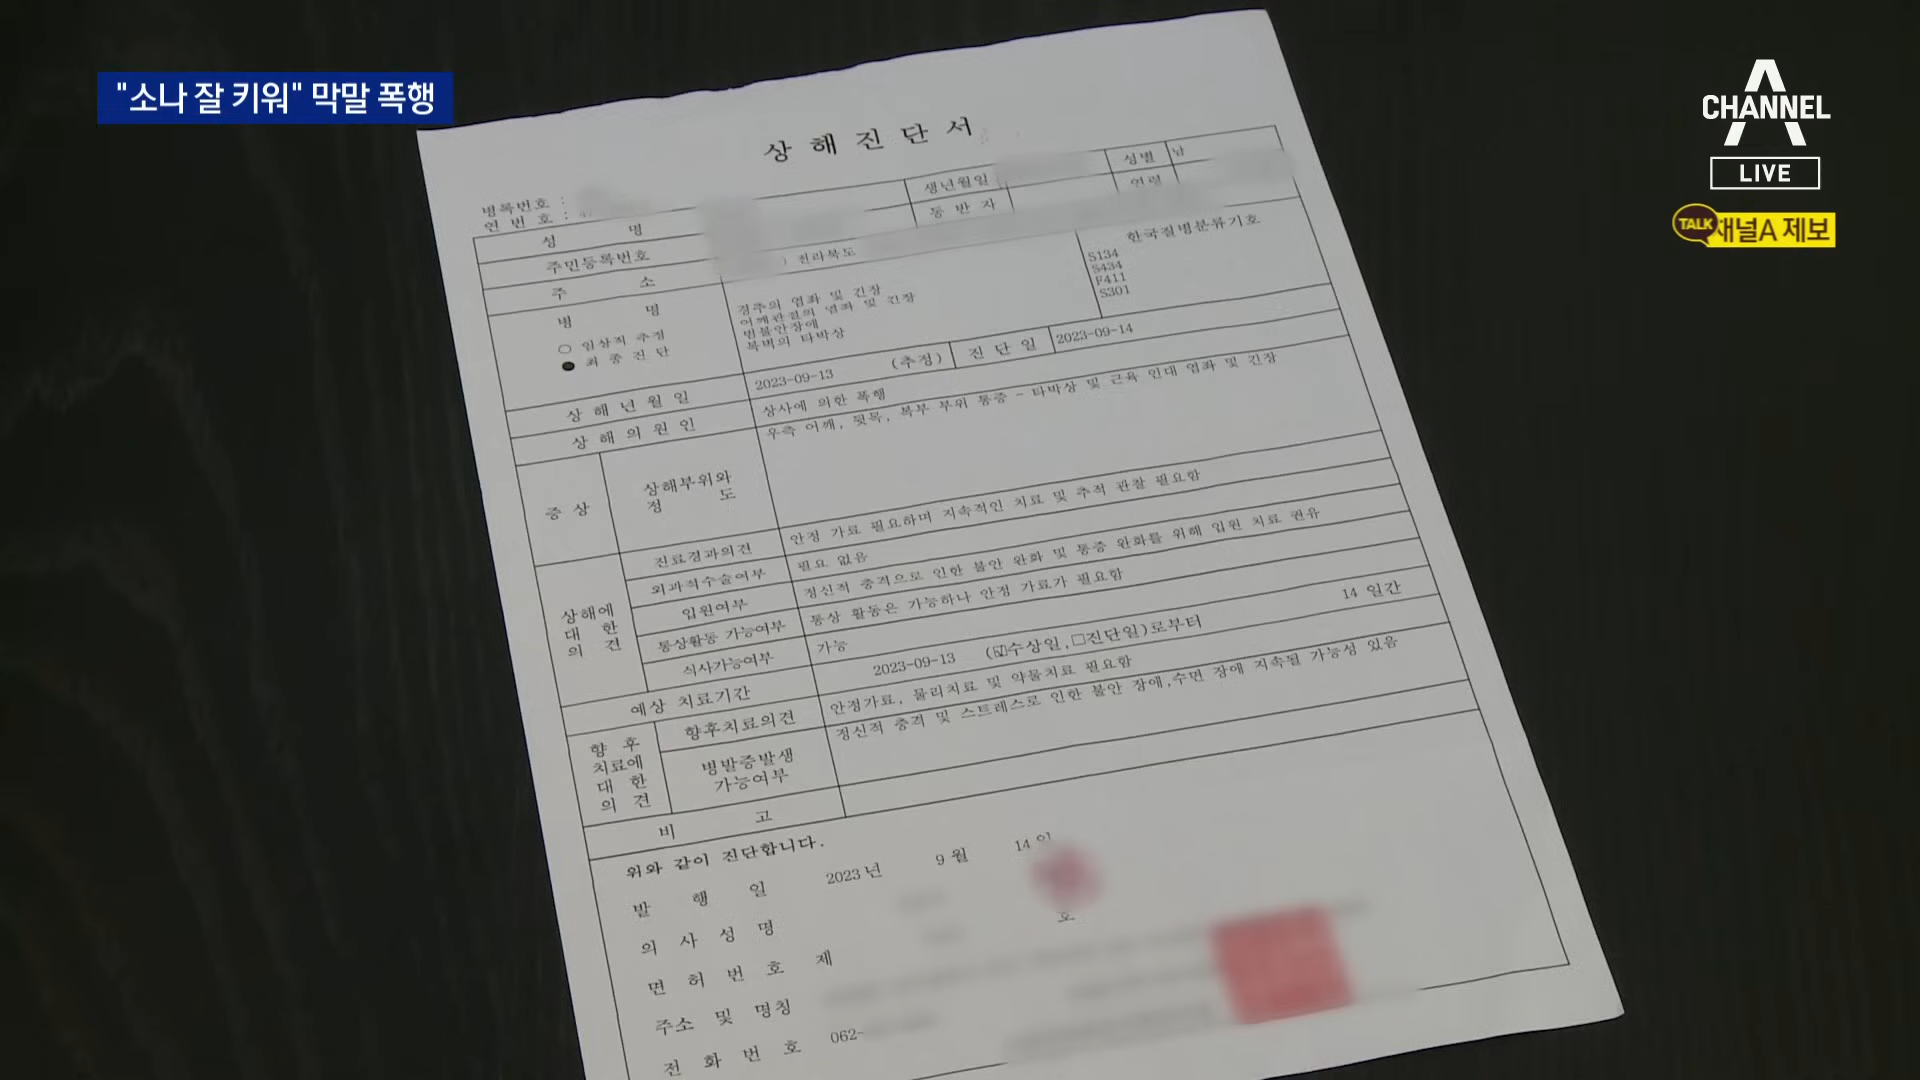 "소나 잘 키워" 막말 폭행
CHANNEL A
LIVE
TALK 채널A 제보
상 해 진 단 서
병록번호 :
연 번 호 :
성 명
생년월일
성별 남
주민등록번호
동 반 자
연령
주 소
) 전라북도
병 명
한국질병분류기호
○ 임상적 추정
● 최 종 진 단
경추의 염좌 및 긴장 S134
어깨관절의 염좌 및 긴장 S434
범불안장애 F411
복벽의 타박상 S301
상 해 년 월 일 2023-09-13 (추정) 진 단 일 2023-09-14
상 해 의 원 인 상사에 의한 폭행
증 상
상해부위와 정 도
우측 어깨, 뒷목, 복부 부위 통증 - 타박상 및 근육 인대 염좌 및 긴장
상해에 대 한 의 견
진료경과의견 안정 가료 필요하며 지속적인 치료 및 추적 관찰 필요함
외과적수술여부 필요 없음
입원여부 정신적 충격으로 인한 불안 완화 및 통증 완화를 위해 입원 치료 권유
통상활동 가능여부 통상 활동은 가능하나 안정 가료가 필요함
식사가능여부 가능
예상 치료기간 2023-09-13 (☑수상일,□진단일)로부터 14 일간
향 후 치료에 대 한 의 견
향후치료의견 안정가료, 물리치료 및 약물치료 필요함
병발증발생 가능여부 정신적 충격 및 스트레스로 인한 불안 장애,수면 장애 지속될 가능성 있음
비 고
위와 같이 진단합니다.
발 행 일 2023 년 9 월 14 일
의 사 성 명
면 허 번 호 제 호
주소 및 명칭
전 화 번 호 062-